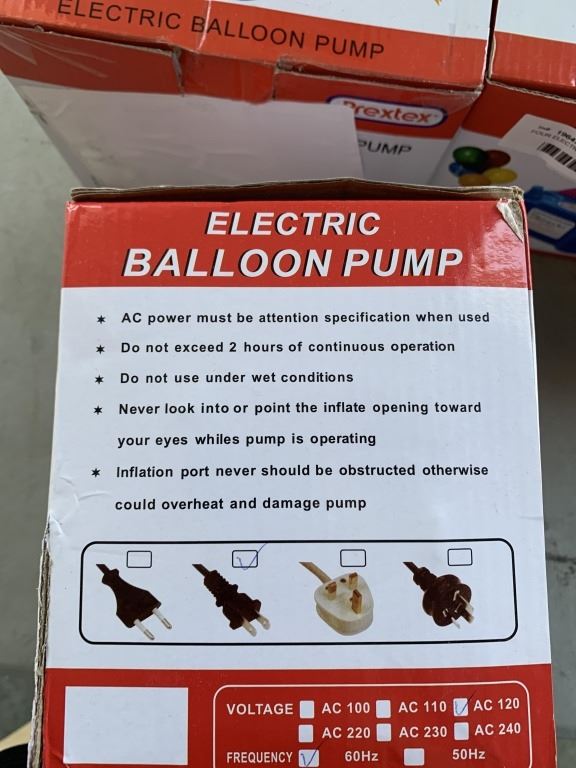 ELECTRIC BALLOON PUMP
Prextex
PUMP
ELECTRIC
BALLOON PUMP
AC power must be attention specification when used
Do not exceed 2 hours of continuous operation
Do not use under wet conditions
Never look into or point the inflate opening toward
your eyes whiles pump is operating
Inflation port never should be obstructed otherwise
could overheat and damage pump
VOLTAGE AC 100 AC 110 AC 120
AC 220 AC 230 AC 240
FREQUENCY 60Hz 50Hz